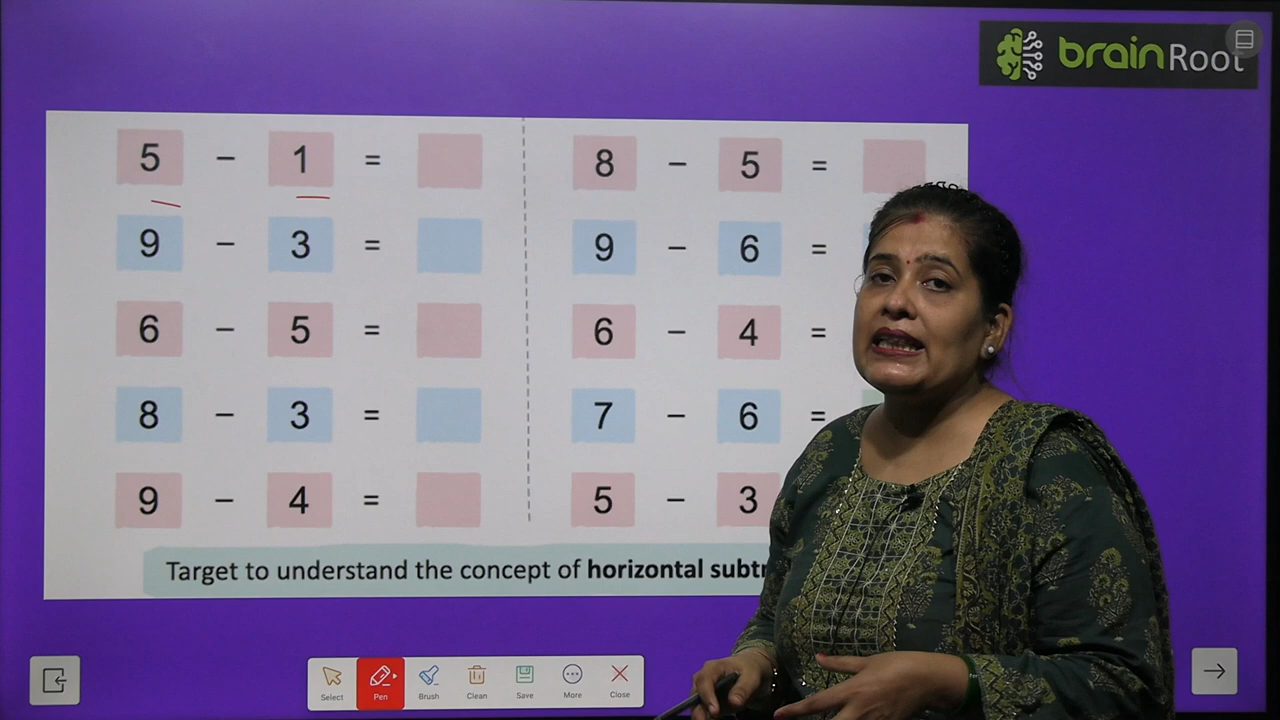 brainRoot
5 − 1 = 8 − 5 =
9 − 3 = 9 − 6 =
6 − 5 = 6 − 4 =
8 − 3 = 7 − 6 =
9 − 4 = 5 − 3
Target to understand the concept of horizontal
Select Pen Brush Clean Save More Close